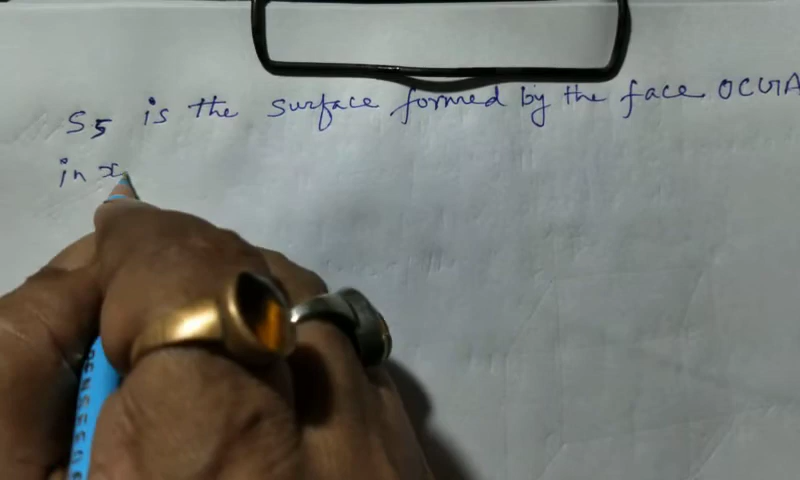 S5 is the surface formed by the face OCGA
in x